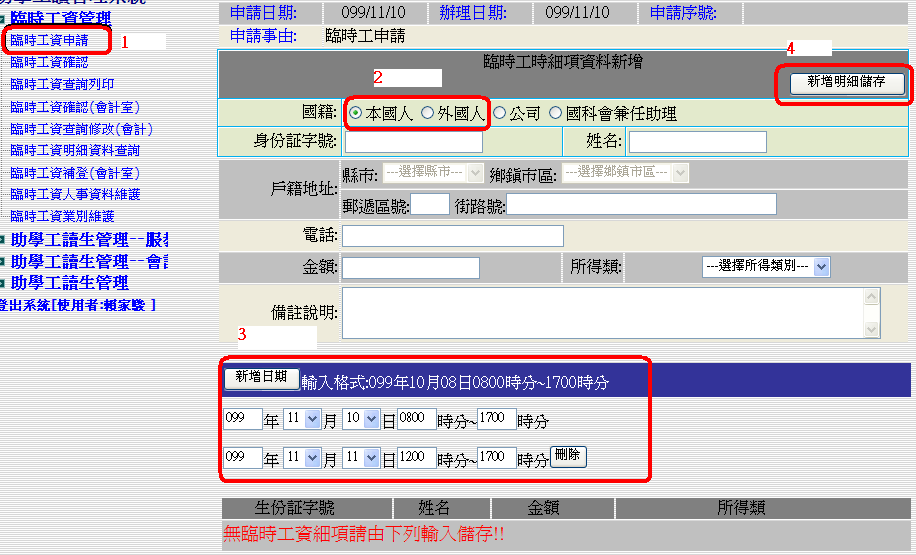 臨時工資管理
臨時工資申請 1
臨時工資確認
臨時工資查詢列印
臨時工資確認(會計室)
臨時工資查詢修改(會計)
臨時工資明細資料查詢
臨時工資補登(會計室)
臨時工資人事資料維護
臨時工資業別維護
助學工讀生管理--服務
助學工讀生管理--會計
助學工讀生管理
登出系統[使用者:賴家駿 ]
申請日期: 099/11/10 辦理日期: 099/11/10 申請序號:
申請事由: 臨時工申請
臨時工時細項資料新增 4
2 新增明細儲存
國籍: 本國人 外國人 公司 國科會兼任助理
身份証字號: 姓名:
戶籍地址: 縣市: ---選擇縣市--- 鄉鎮市區: ---選擇鄉鎮市區---
郵遞區號: 街路號:
電話:
金額: 所得類: ---選擇所得類別---
備註說明:
3
新增日期 輸入格式:099年10月08日0800時分~1700時分
099 年 11 月 10 日 0800 時分~ 1700 時分
099 年 11 月 11 日 1200 時分~ 1700 時分 刪除
生份証字號 姓名 金額 所得類
無臨時工資細項請由下列輸入儲存!!